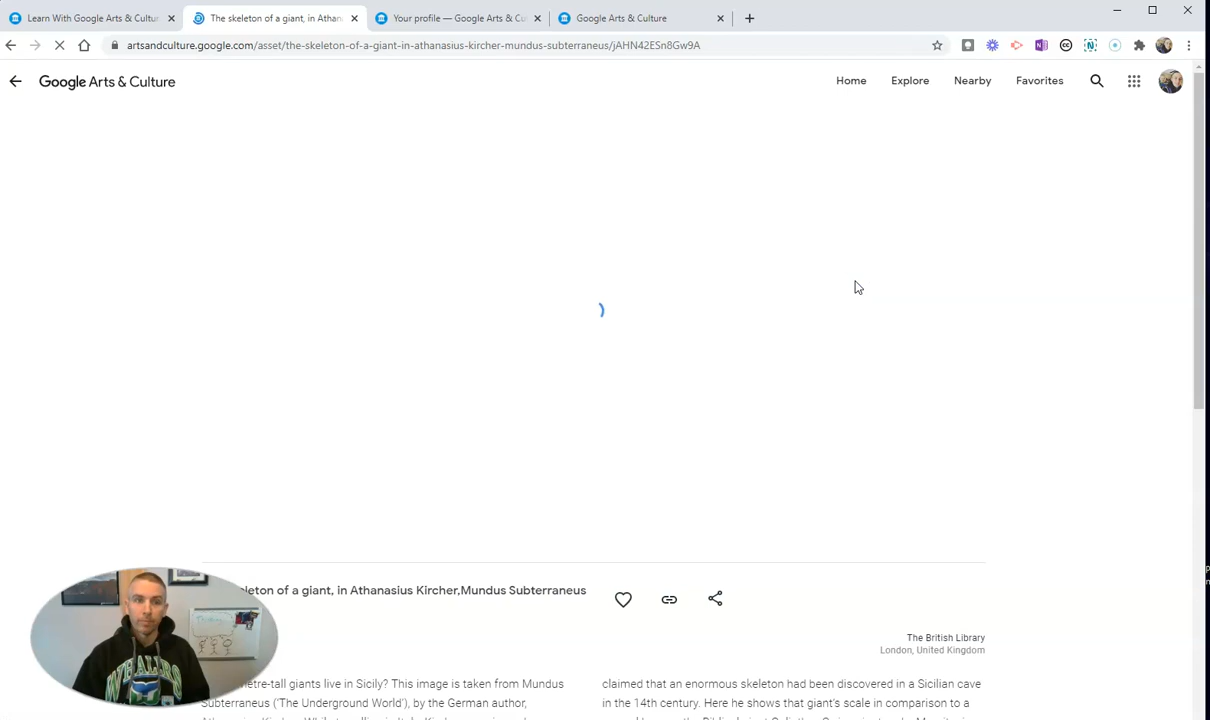 Learn With Google Arts & Cultur
The skeleton of a giant, in Athan
Your profile — Google Arts & Cu
Google Arts & Culture
artsandculture.google.com/asset/the-skeleton-of-a-giant-in-athanasius-kircher-mundus-subterraneus/jAHN42ESn8Gw9A
Google Arts & Culture
Home
Explore
Nearby
Favorites
eleton of a giant, in Athanasius Kircher,Mundus Subterraneus
The British Library
London, United Kingdom
etre-tall giants live in Sicily? This image is taken from Mundus
Subterraneus ('The Underground World'), by the German author,
claimed that an enormous skeleton had been discovered in a Sicilian cave
in the 14th century. Here he shows that giant's scale in comparison to a
WHALERS